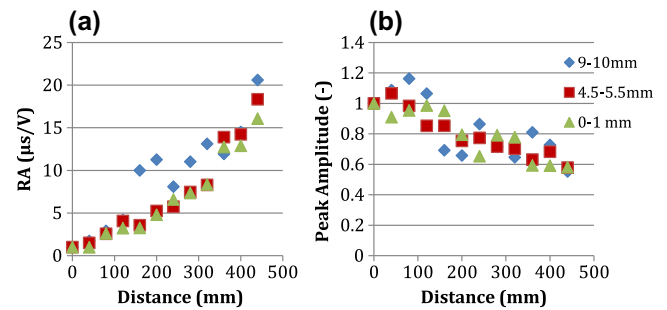 (a)
RA (μs/V)
25
20
15
10
5
0
0 100 200 300 400 500
Distance (mm)
(b)
Peak Amplitude (-)
1.4
1.2
1
0.8
0.6
0.4
0.2
0
0 100 200 300 400 500
Distance (mm)
9-10mm
4.5-5.5mm
0-1 mm